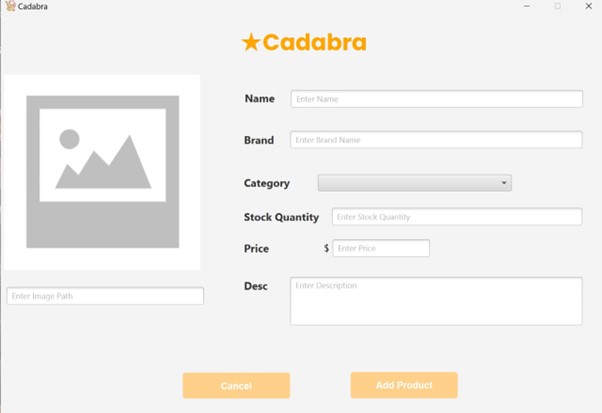 Cadabra
★Cadabra
Name
Enter Name
Brand
Enter Brand Name
Category
Stock Quantity
Enter Stock Quantity
Price
$
Enter Price
Desc
Enter Description
Enter Image Path
Cancel
Add Product